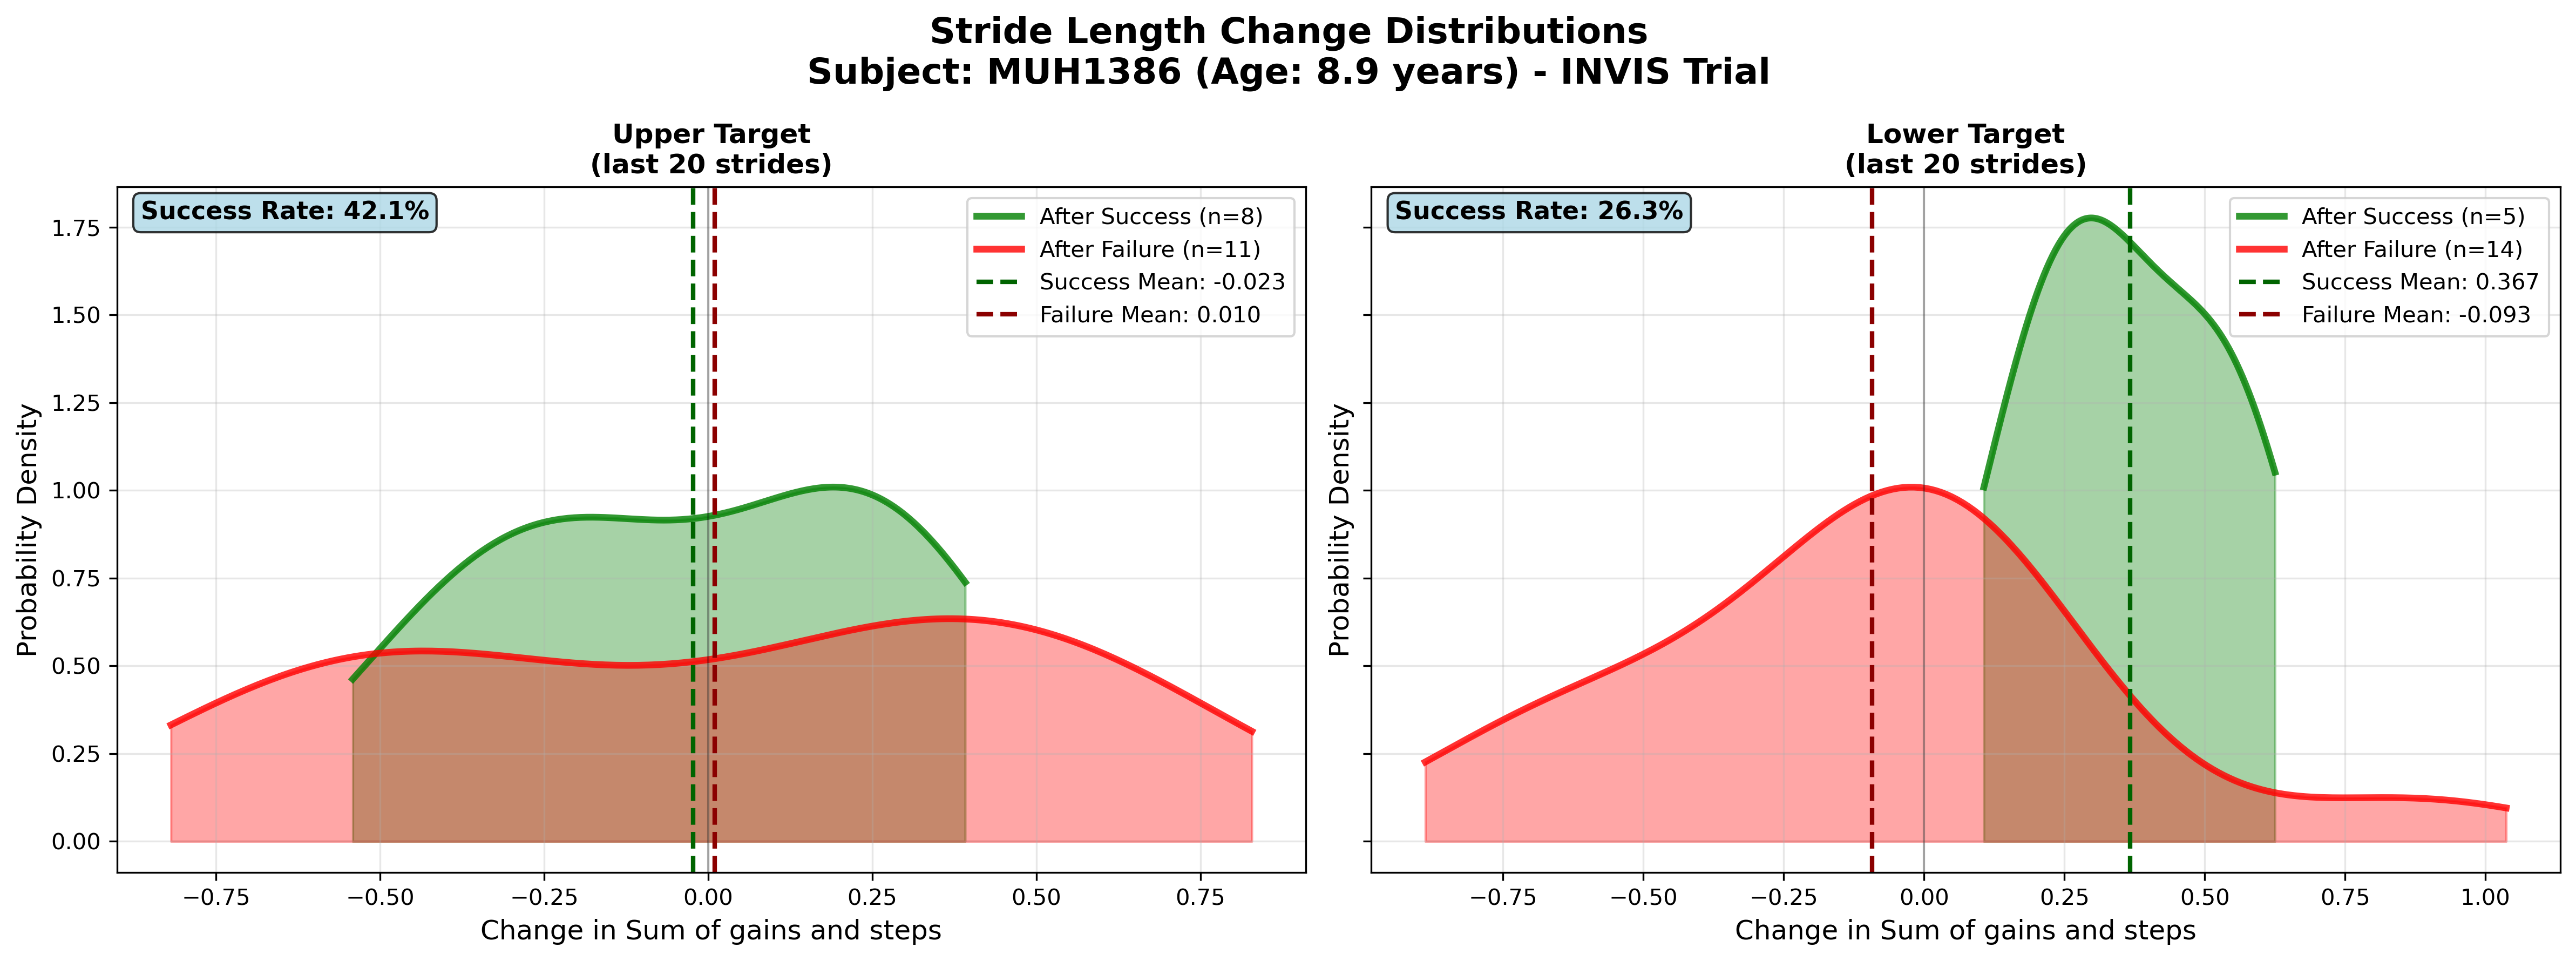 Stride Length Change Distributions
Subject: MUH1386 (Age: 8.9 years) - INVIS Trial
Upper Target
(last 20 strides)
Success Rate: 42.1%
After Success (n=8)
After Failure (n=11)
Success Mean: -0.023
Failure Mean: 0.010
Probability Density
1.75
1.50
1.25
1.00
0.75
0.50
0.25
0.00
−0.75 −0.50 −0.25 0.00 0.25 0.50 0.75
Change in Sum of gains and steps
Lower Target
(last 20 strides)
Success Rate: 26.3%
After Success (n=5)
After Failure (n=14)
Success Mean: 0.367
Failure Mean: -0.093
Probability Density
−0.75 −0.50 −0.25 0.00 0.25 0.50 0.75 1.00
Change in Sum of gains and steps